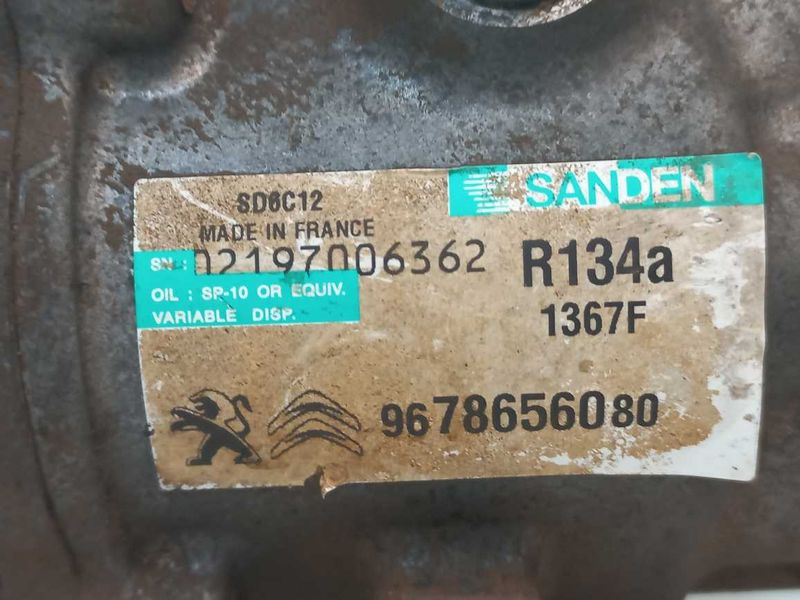 SANDEN
SD6C12
MADE IN FRANCE
SN : 02197006362
R134a
OIL : SP-10 OR EQUIV.
VARIABLE DISP.
1367F
9678656080